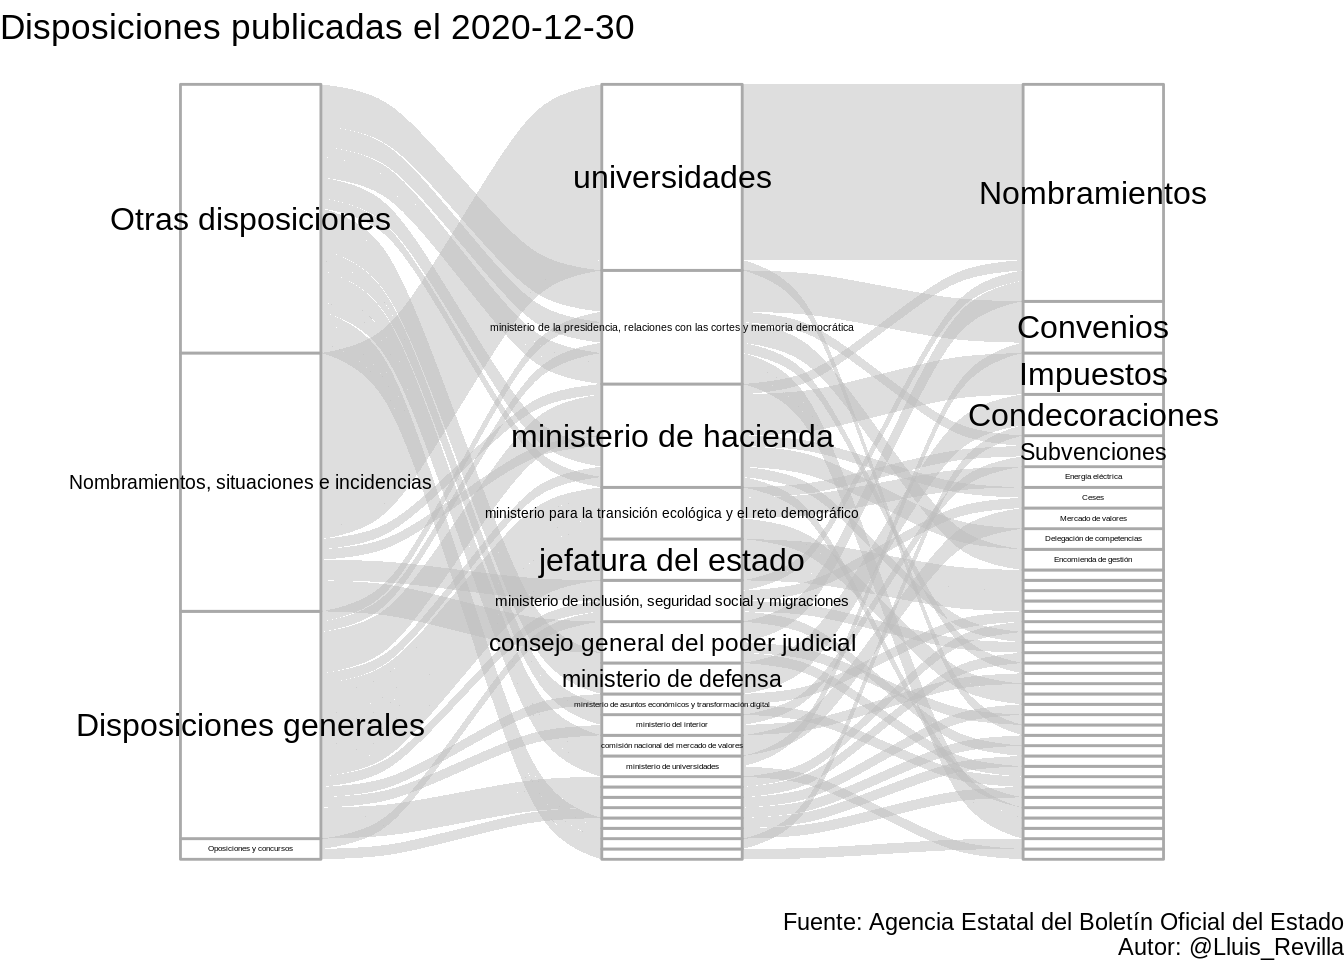 Disposiciones publicadas el 2020-12-30
Otras disposiciones
Nombramientos, situaciones e incidencias
Disposiciones generales
Oposiciones y concursos
universidades
ministerio de la presidencia, relaciones con las cortes y memoria democrática
ministerio de hacienda
ministerio para la transición ecológica y el reto demográfico
jefatura del estado
ministerio de inclusión, seguridad social y migraciones
consejo general del poder judicial
ministerio de defensa
ministerio de asuntos económicos y transformación digital
ministerio del interior
comisión nacional del mercado de valores
ministerio de universidades
Nombramientos
Convenios
Impuestos
Condecoraciones
Subvenciones
Energía eléctrica
Ceses
Mercado de valores
Delegación de competencias
Encomienda de gestión
Fuente: Agencia Estatal del Boletín Oficial del Estado
Autor: @Lluis_Revilla